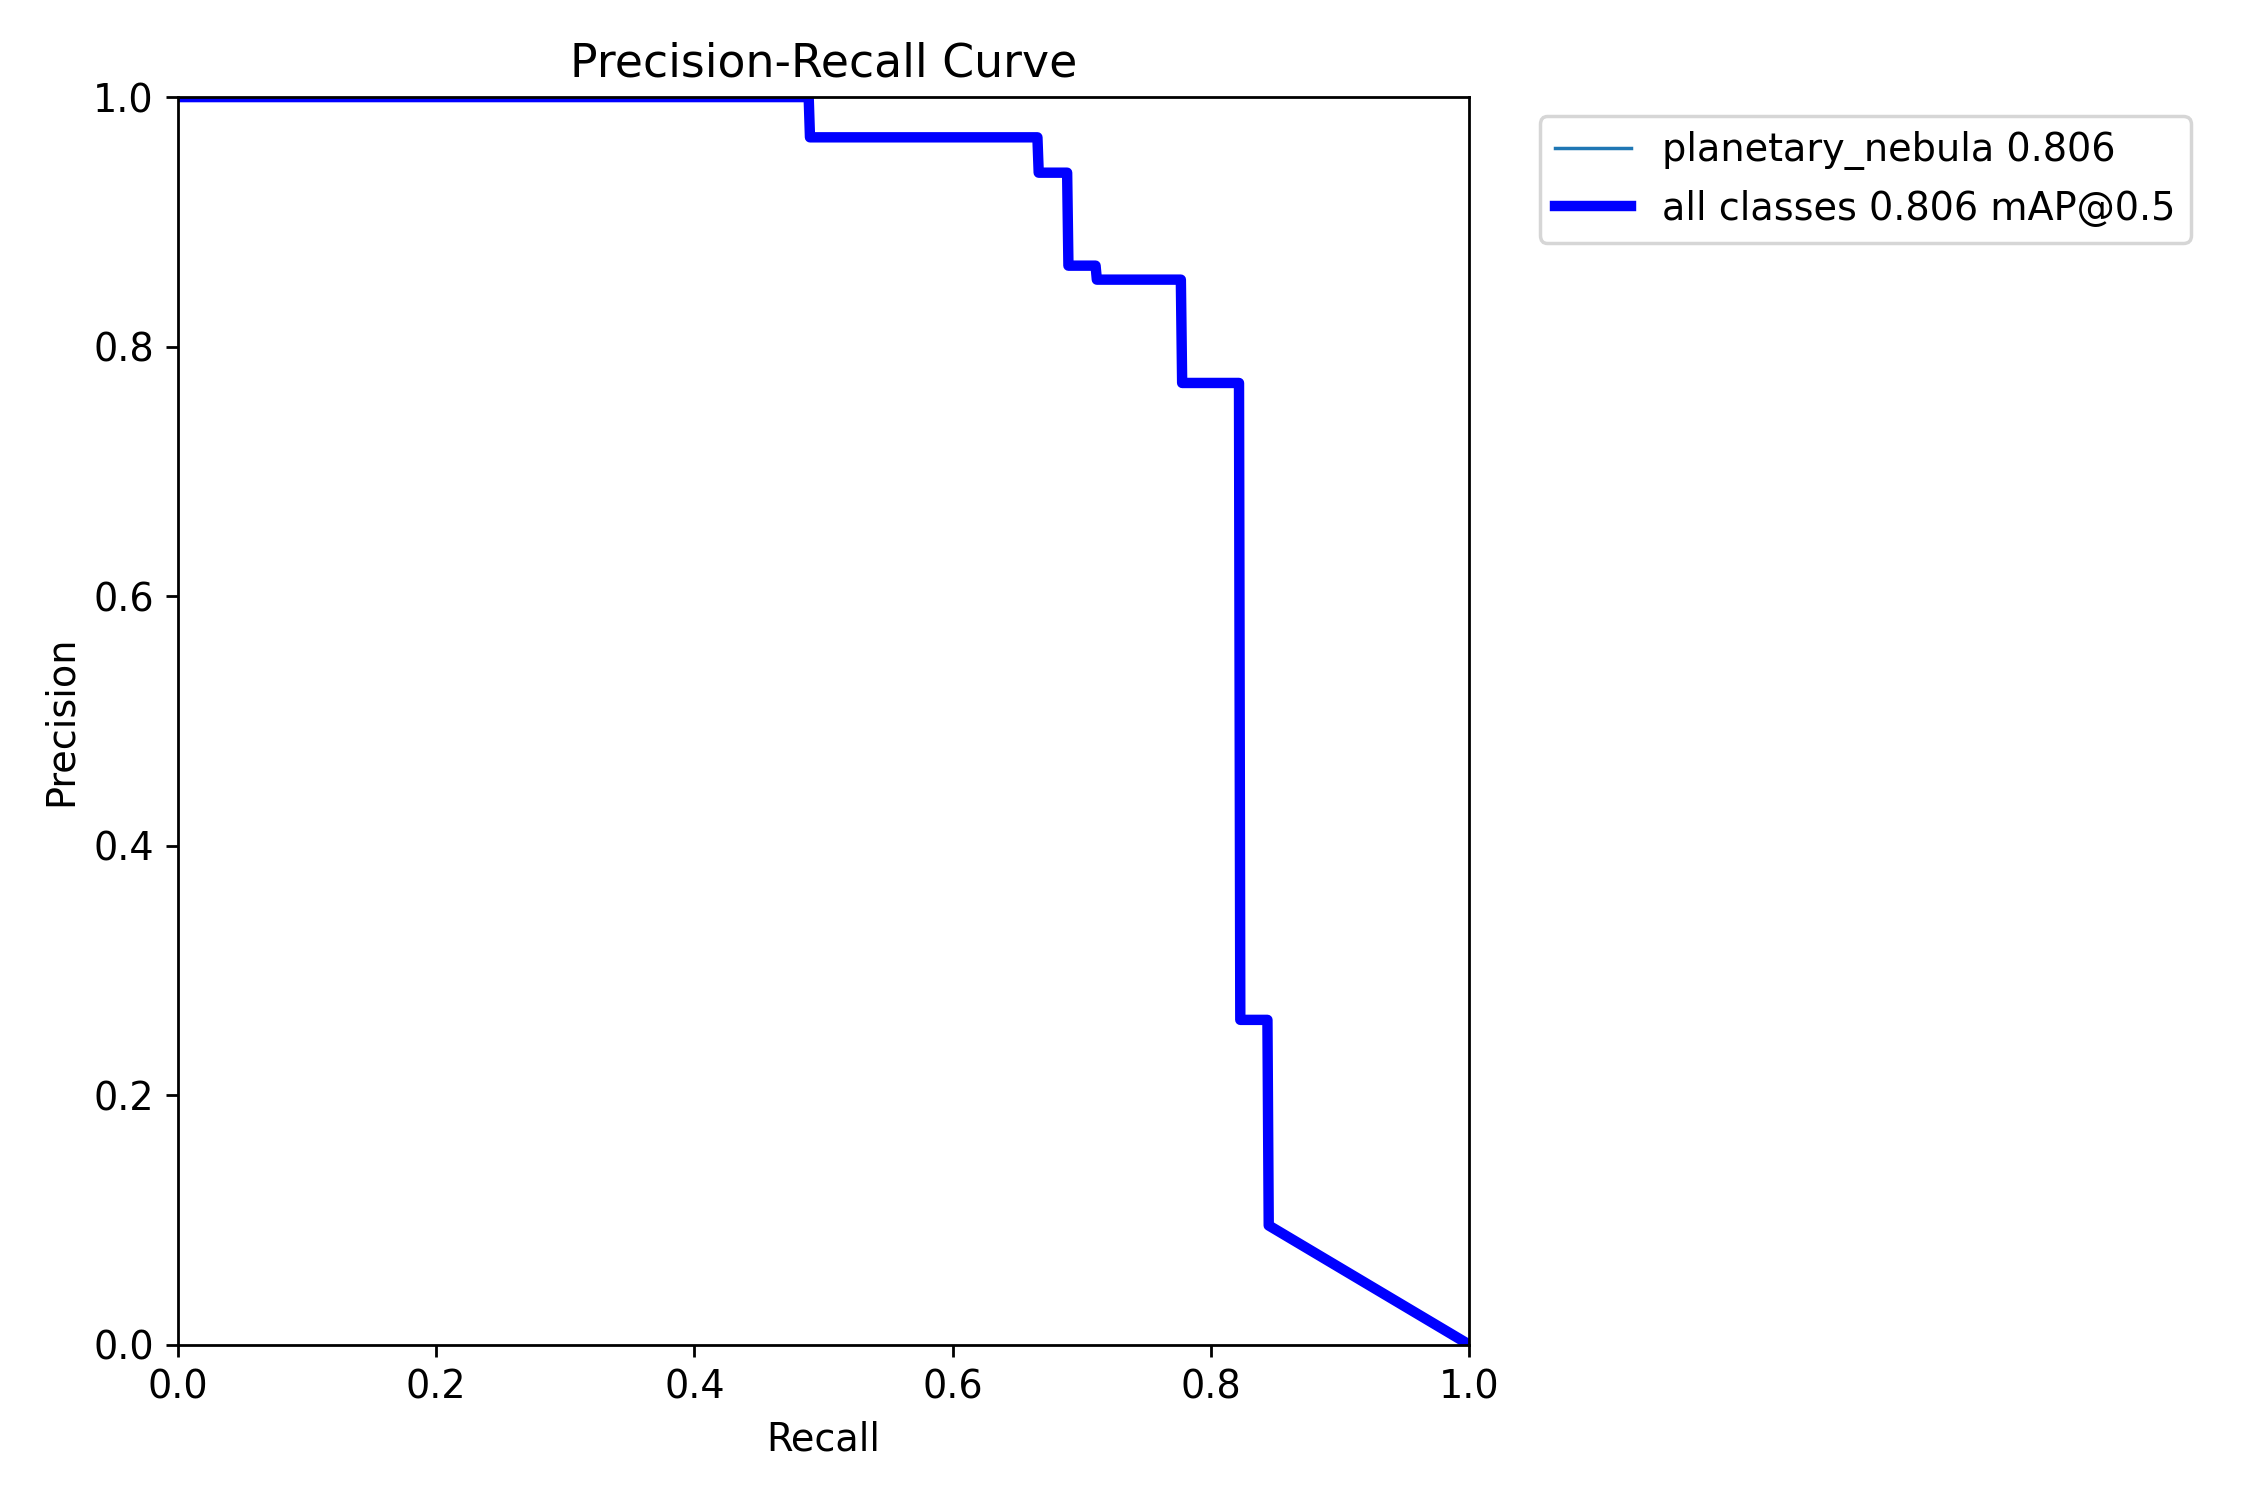 Precision-Recall Curve
1.0
0.8
0.6
0.4
0.2
0.0
Precision
0.0 0.2 0.4 0.6 0.8 1.0
Recall
planetary_nebula 0.806
all classes 0.806 mAP@0.5